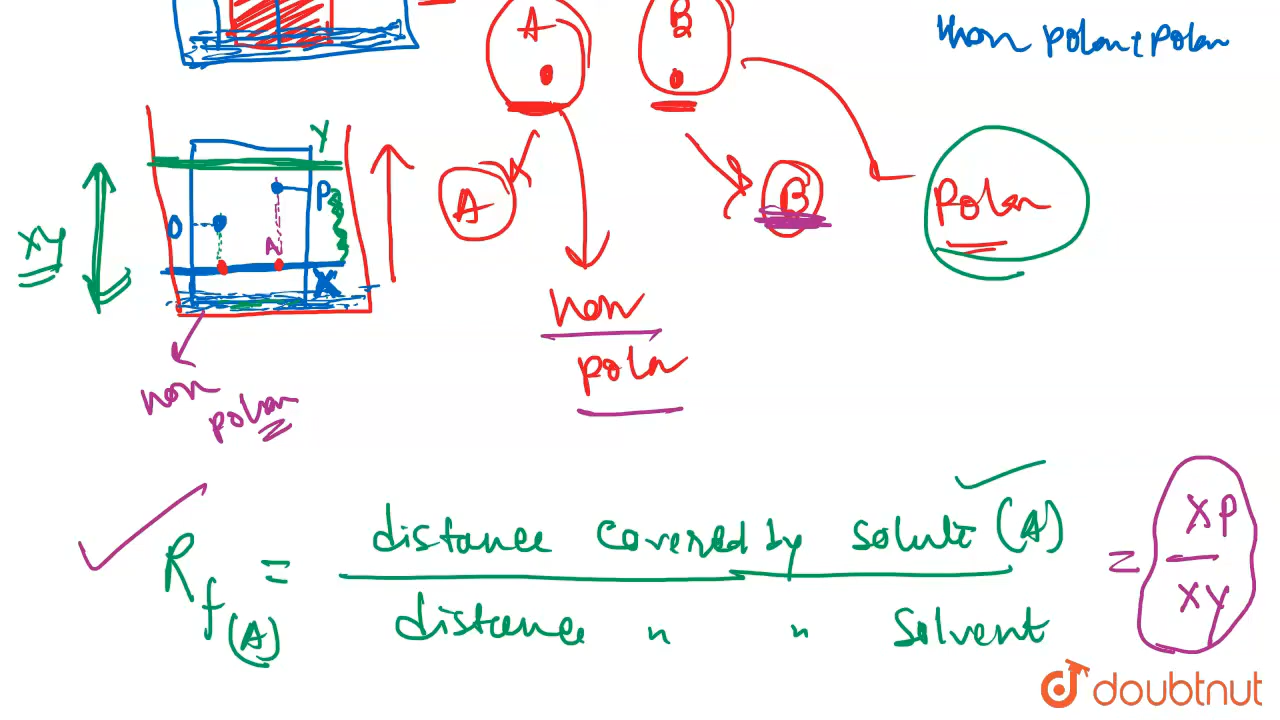 A B
non polar & polar
Y
P
O
A
X
XY
A
B
Polar
non
polar
non
polar
Rf(A) = distance covered by solute (A) / distance " " solvent = XP / XY
doubtnut